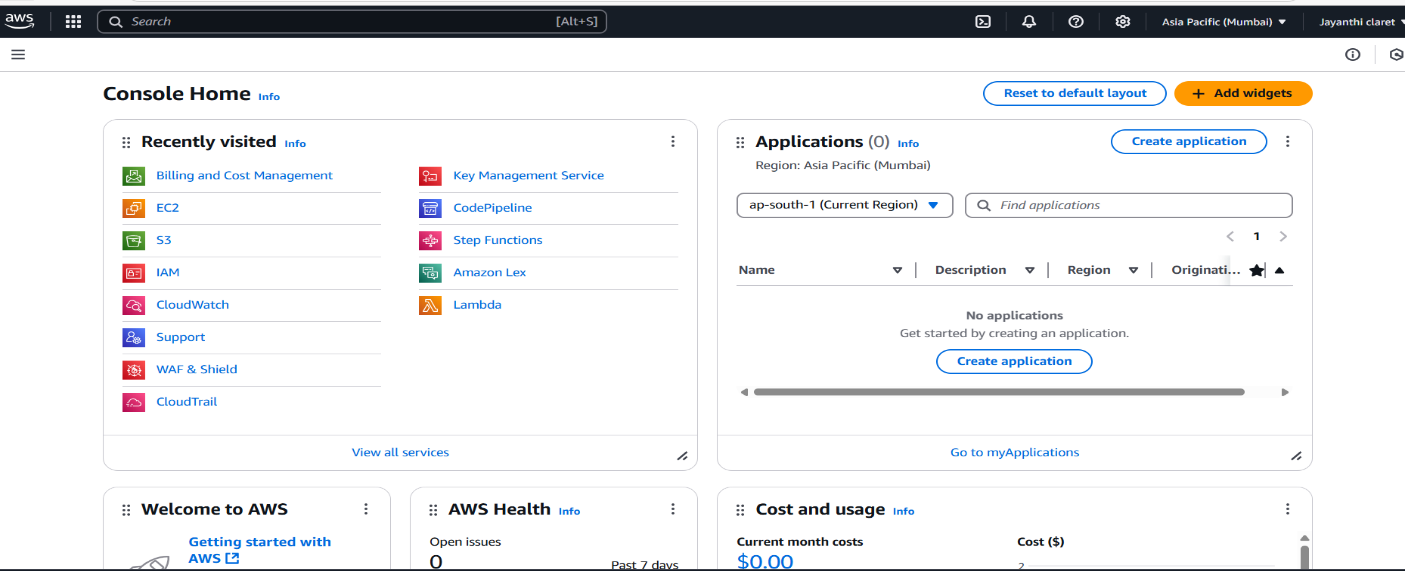 aws
Search [Alt+S]
Asia Pacific (Mumbai)
Jayanthi claret
Console Home Info
Reset to default layout
+ Add widgets
Recently visited Info
Billing and Cost Management
EC2
S3
IAM
CloudWatch
Support
WAF & Shield
CloudTrail
Key Management Service
CodePipeline
Step Functions
Amazon Lex
Lambda
View all services
Applications (0) Info
Create application
Region: Asia Pacific (Mumbai)
ap-south-1 (Current Region)
Find applications
1
Name Description Region Originati...
No applications
Get started by creating an application.
Create application
Go to myApplications
Welcome to AWS
Getting started with
AWS
AWS Health Info
Open issues
0
Past 7 days
Cost and usage Info
Current month costs
$0.00
Cost ($)
2